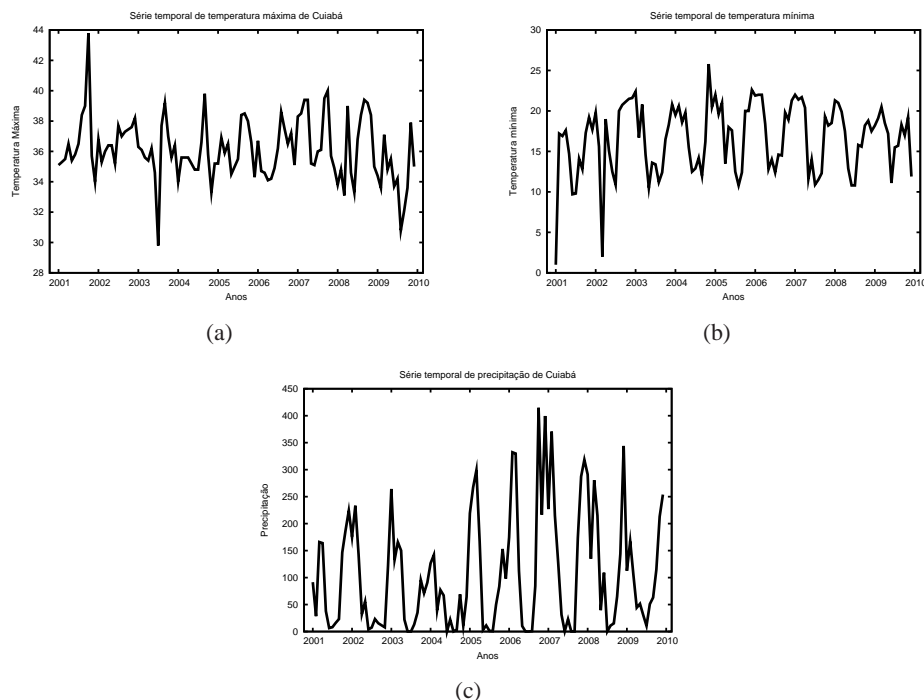 Série temporal de temperatura máxima de Cuiabá
Temperatura Máxima
44
42
40
38
36
34
32
30
28
2001 2002 2003 2004 2005 2006 2007 2008 2009 2010
Anos
(a)
Série temporal de temperatura mínima
Temperatura mínima
30
25
20
15
10
5
0
2001 2002 2003 2004 2005 2006 2007 2008 2009 2010
Anos
(b)
Série temporal de precipitação de Cuiabá
Precipitação
450
400
350
300
250
200
150
100
50
0
2001 2002 2003 2004 2005 2006 2007 2008 2009 2010
Anos
(c)